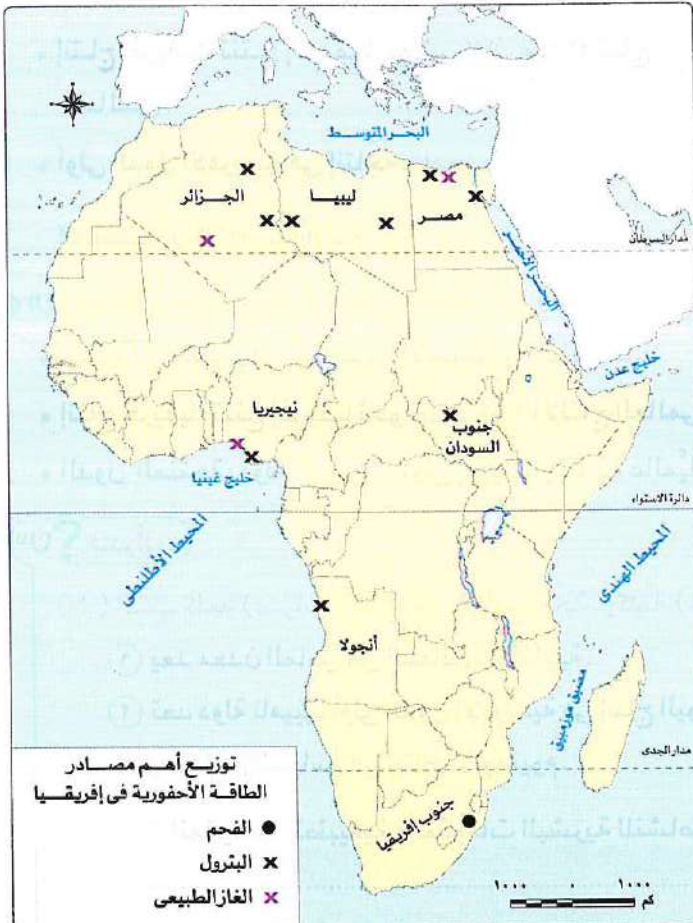 البحر المتوسط
الجزائر
ليبيا
مصر
مدار السرطان
البحر الأحمر
خليج عدن
نيجيريا
جنوب
السودان
خليج غينيا
دائرة الاستواء
المحيط الأطلنطى
المحيط الهندى
أنجولا
مضيق موزمبيق
مدار الجدى
جنوب إفريقيا
توزيع أهم مصادر
الطاقة الأحفورية فى إفريقيا
الفحم
البترول
الغاز الطبيعى
١٠٠٠ ٠ ١٠٠٠
كم